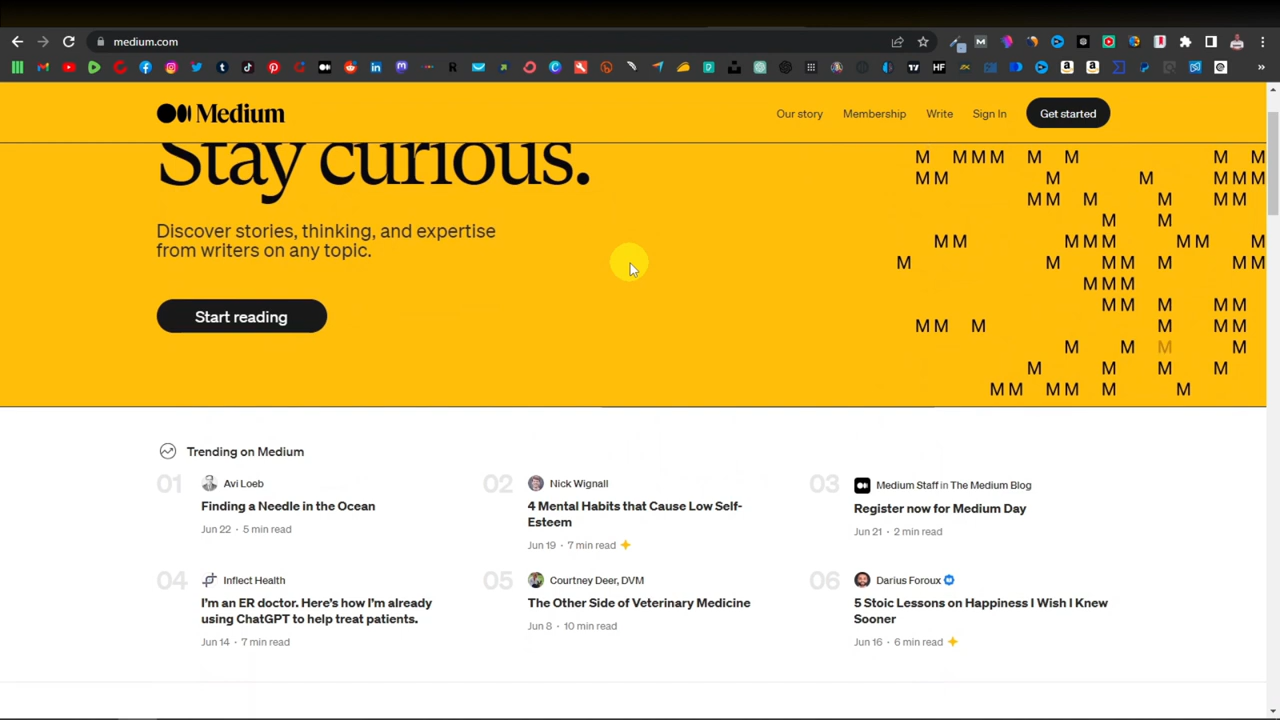 medium.com
Medium
Our story
Membership
Write
Sign In
Get started
Stay curious.
Discover stories, thinking, and expertise
from writers on any topic.
Start reading
M M M M M M M M
M M M M M M M
M M M M M M
M M
M M M M M M M M
M M M M M M M
M M M
M M M M M
M M M M M M
M M M M
M M M M
M M M M M M
Trending on Medium
01
Avi Loeb
Finding a Needle in the Ocean
Jun 22 · 5 min read
02
Nick Wignall
4 Mental Habits that Cause Low Self-
Esteem
Jun 19 · 7 min read
03
Medium Staff in The Medium Blog
Register now for Medium Day
Jun 21 · 2 min read
04
Inflect Health
I'm an ER doctor. Here's how I'm already
using ChatGPT to help treat patients.
Jun 14 · 7 min read
05
Courtney Deer, DVM
The Other Side of Veterinary Medicine
Jun 8 · 10 min read
06
Darius Foroux
5 Stoic Lessons on Happiness I Wish I Knew
Sooner
Jun 16 · 6 min read